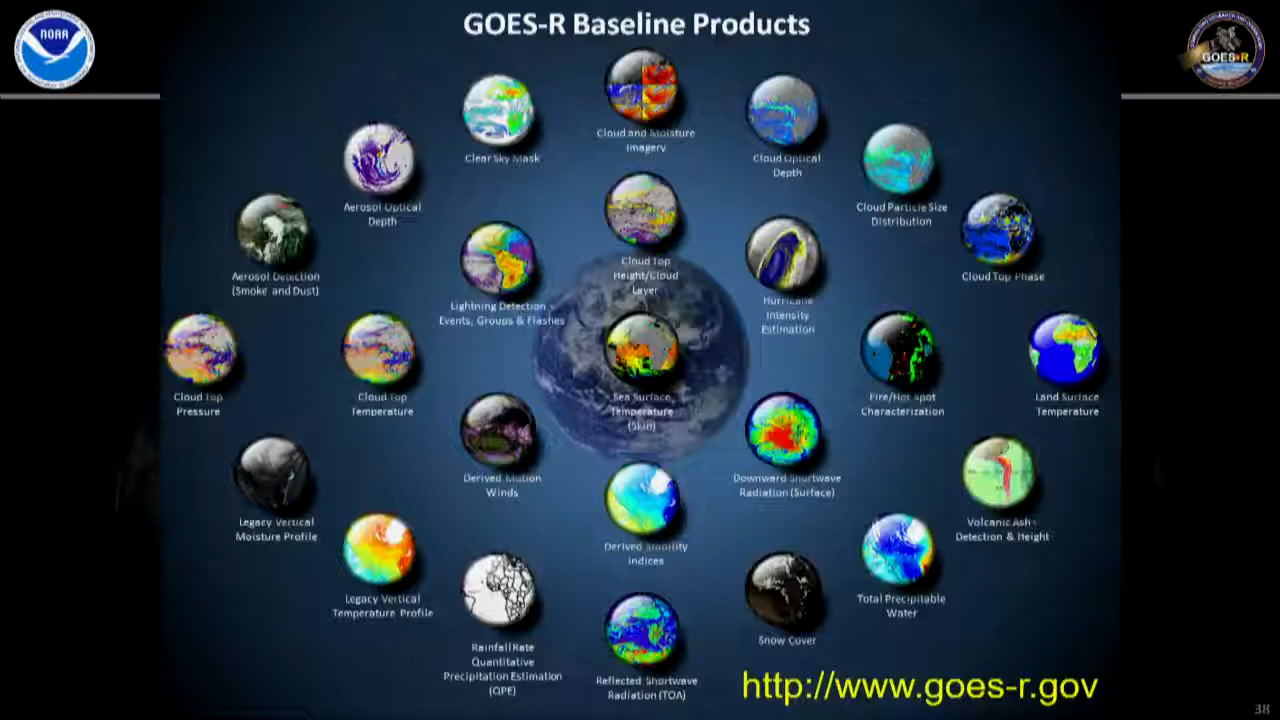 GOES-R Baseline Products
NOAA
GOES-R
Cloud and Moisture
Imagery
Clear Sky Mask
Cloud Optical
Depth
Aerosol Optical
Depth
Cloud Particle Size
Distribution
Aerosol Detection
(Smoke and Dust)
Cloud Top
Height/Cloud
Layer
Cloud Top Phase
Lightning Detection -
Events, Groups & Flashes
Hurricane
Intensity
Estimation
Cloud Top
Pressure
Cloud Top
Temperature
Sea Surface
Temperature
(Skin)
Fire/Hot Spot
Characterization
Land Surface
Temperature
Derived Motion
Winds
Downward Shortwave
Radiation (Surface)
Legacy Vertical
Moisture Profile
Volcanic Ash -
Detection & Height
Derived Stability
Indices
Legacy Vertical
Temperature Profile
Total Precipitable
Water
Rainfall Rate
Quantitative
Precipitation Estimation
(QPE)
Snow Cover
Reflected Shortwave
Radiation (TOA)
http://www.goes-r.gov
38